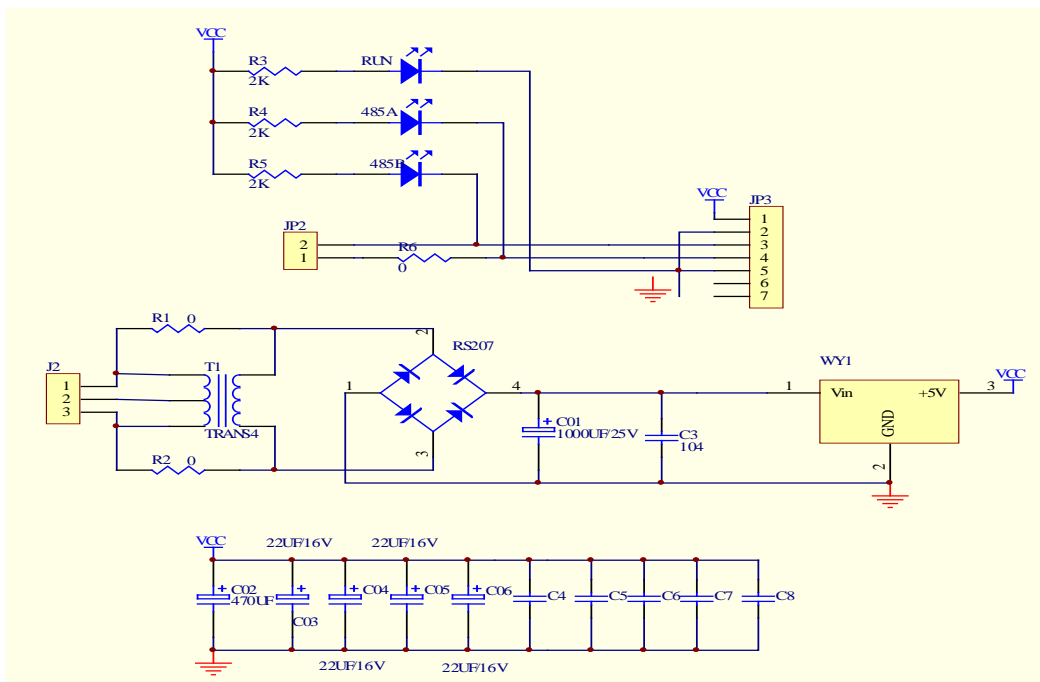 VCC
R3
2K
RUN
R4
2K
485A
R5
2K
485B
VCC
JP3
1
2
3
4
5
6
7
JP2
2
1
R6
0
R1 0
J2
1
2
3
T1
TRANS4
R2 0
2
RS207
1
4
3
C01
1000UF/25V
C3
104
WY1
1
Vin
+5V
GND
2
3
VCC
VCC
22UF/16V
22UF/16V
C02
470UF
C03
C04
C05
C06
C4
C5
C6
C7
C8
22UF/16V
22UF/16V